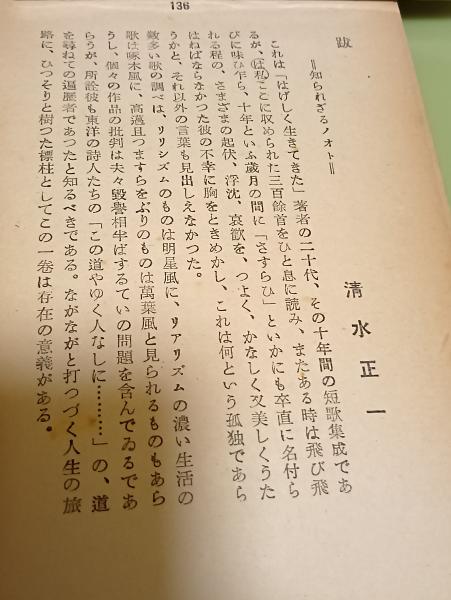 136
跋
＝知られざるノオト＝
清水正一
これは「はげしく生きてきた」著者の二十代、その十年間の短歌集成であ
るが、(は私)ここに収められた三百餘首をひと息に読み、またある時は飛び飛
びに味ひ乍ら、十年といふ歳月の間に「さすらひ」といかにも卒直に名付ら
れる程の、さまざまの起伏、浮沈、哀歓を、つよく、かなしく又美しくうた
はねばならなかつた彼の不幸に胸をときめかし、これは何という孤独であら
うかと、それ以外の言葉も見出しえなかつた。
数多い歌の調べは、リリシズムのものは明星風に、リアリズムの濃い生活の
歌は啄木風に、高邁且つますらをぶりのものは萬葉風と見られるものもあら
うし、個々の作品の批判は夫々毀誉相半ばするていの問題を含んでゐるであ
らうが、所詮彼も東洋の詩人たちの「この道やゆく人なしに………」の、道
を尋ねての遍歴者であつたと知るべきである。ながながと打つづく人生の旅
路に、ひつそりと樹つた標柱としてこの一巻は存在の意義がある。